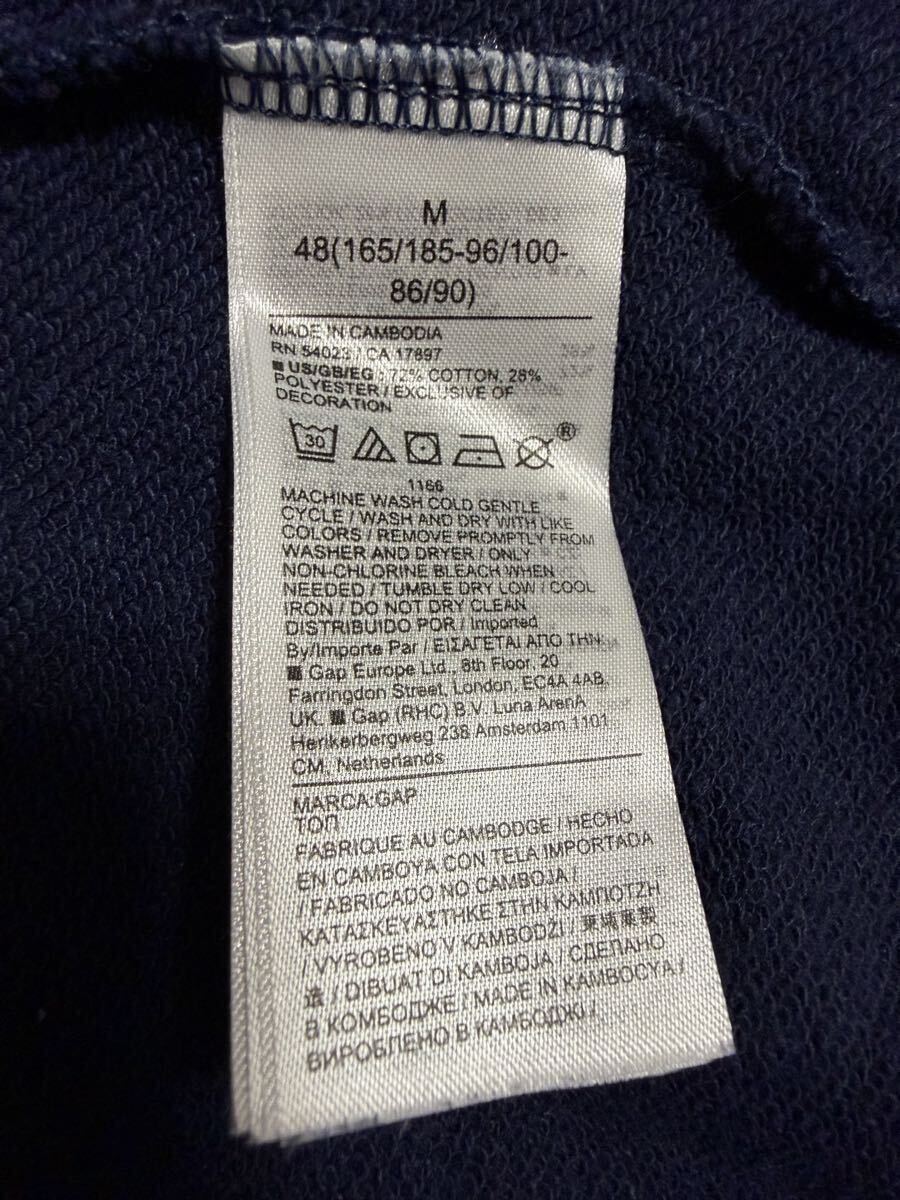 M
48(165/185-96/100-
86/90)
MADE IN CAMBODIA
RN 54023 / CA 17897
US/GB/EG : 72% COTTON, 28%
POLYESTER / EXCLUSIVE OF
DECORATION
30
®
1166
MACHINE WASH COLD GENTLE
CYCLE / WASH AND DRY WITH LIKE
COLORS / REMOVE PROMPTLY FROM
WASHER AND DRYER / ONLY
NON-CHLORINE BLEACH WHEN
NEEDED / TUMBLE DRY LOW / COOL
IRON / DO NOT DRY CLEAN
DISTRIBUIDO POR / Imported
By/Importe Par / ΕΙΣΑΓΕΤΑΙ ΑΠΟ ΤΗΝ:
Gap Europe Ltd., 8th Floor, 20
Farringdon Street, London, EC4A 4AB,
UK. Gap (RHC) B.V. Luna ArenA
Herikerbergweg 238 Amsterdam 1101
CM, Netherlands
MARCA:GAP
ТОП
FABRIQUE AU CAMBODGE / HECHO
EN CAMBOYA CON TELA IMPORTADA
/ FABRICADO NO CAMBOJA /
ΚΑΤΑΣΚΕΥΑΣΤΗΚΕ ΣΤΗΝ ΚΑΜΠΟΤΖΗ
/ VYROBENO V KAMBODŽI / 柬埔寨製
造 / DIBUAT DI KAMBOJA / СДЕЛАНО
В КОМБОДЖЕ / MADE IN KAMBOCYA /
ВИРОБЛЕНО В КАМБОДЖІ /